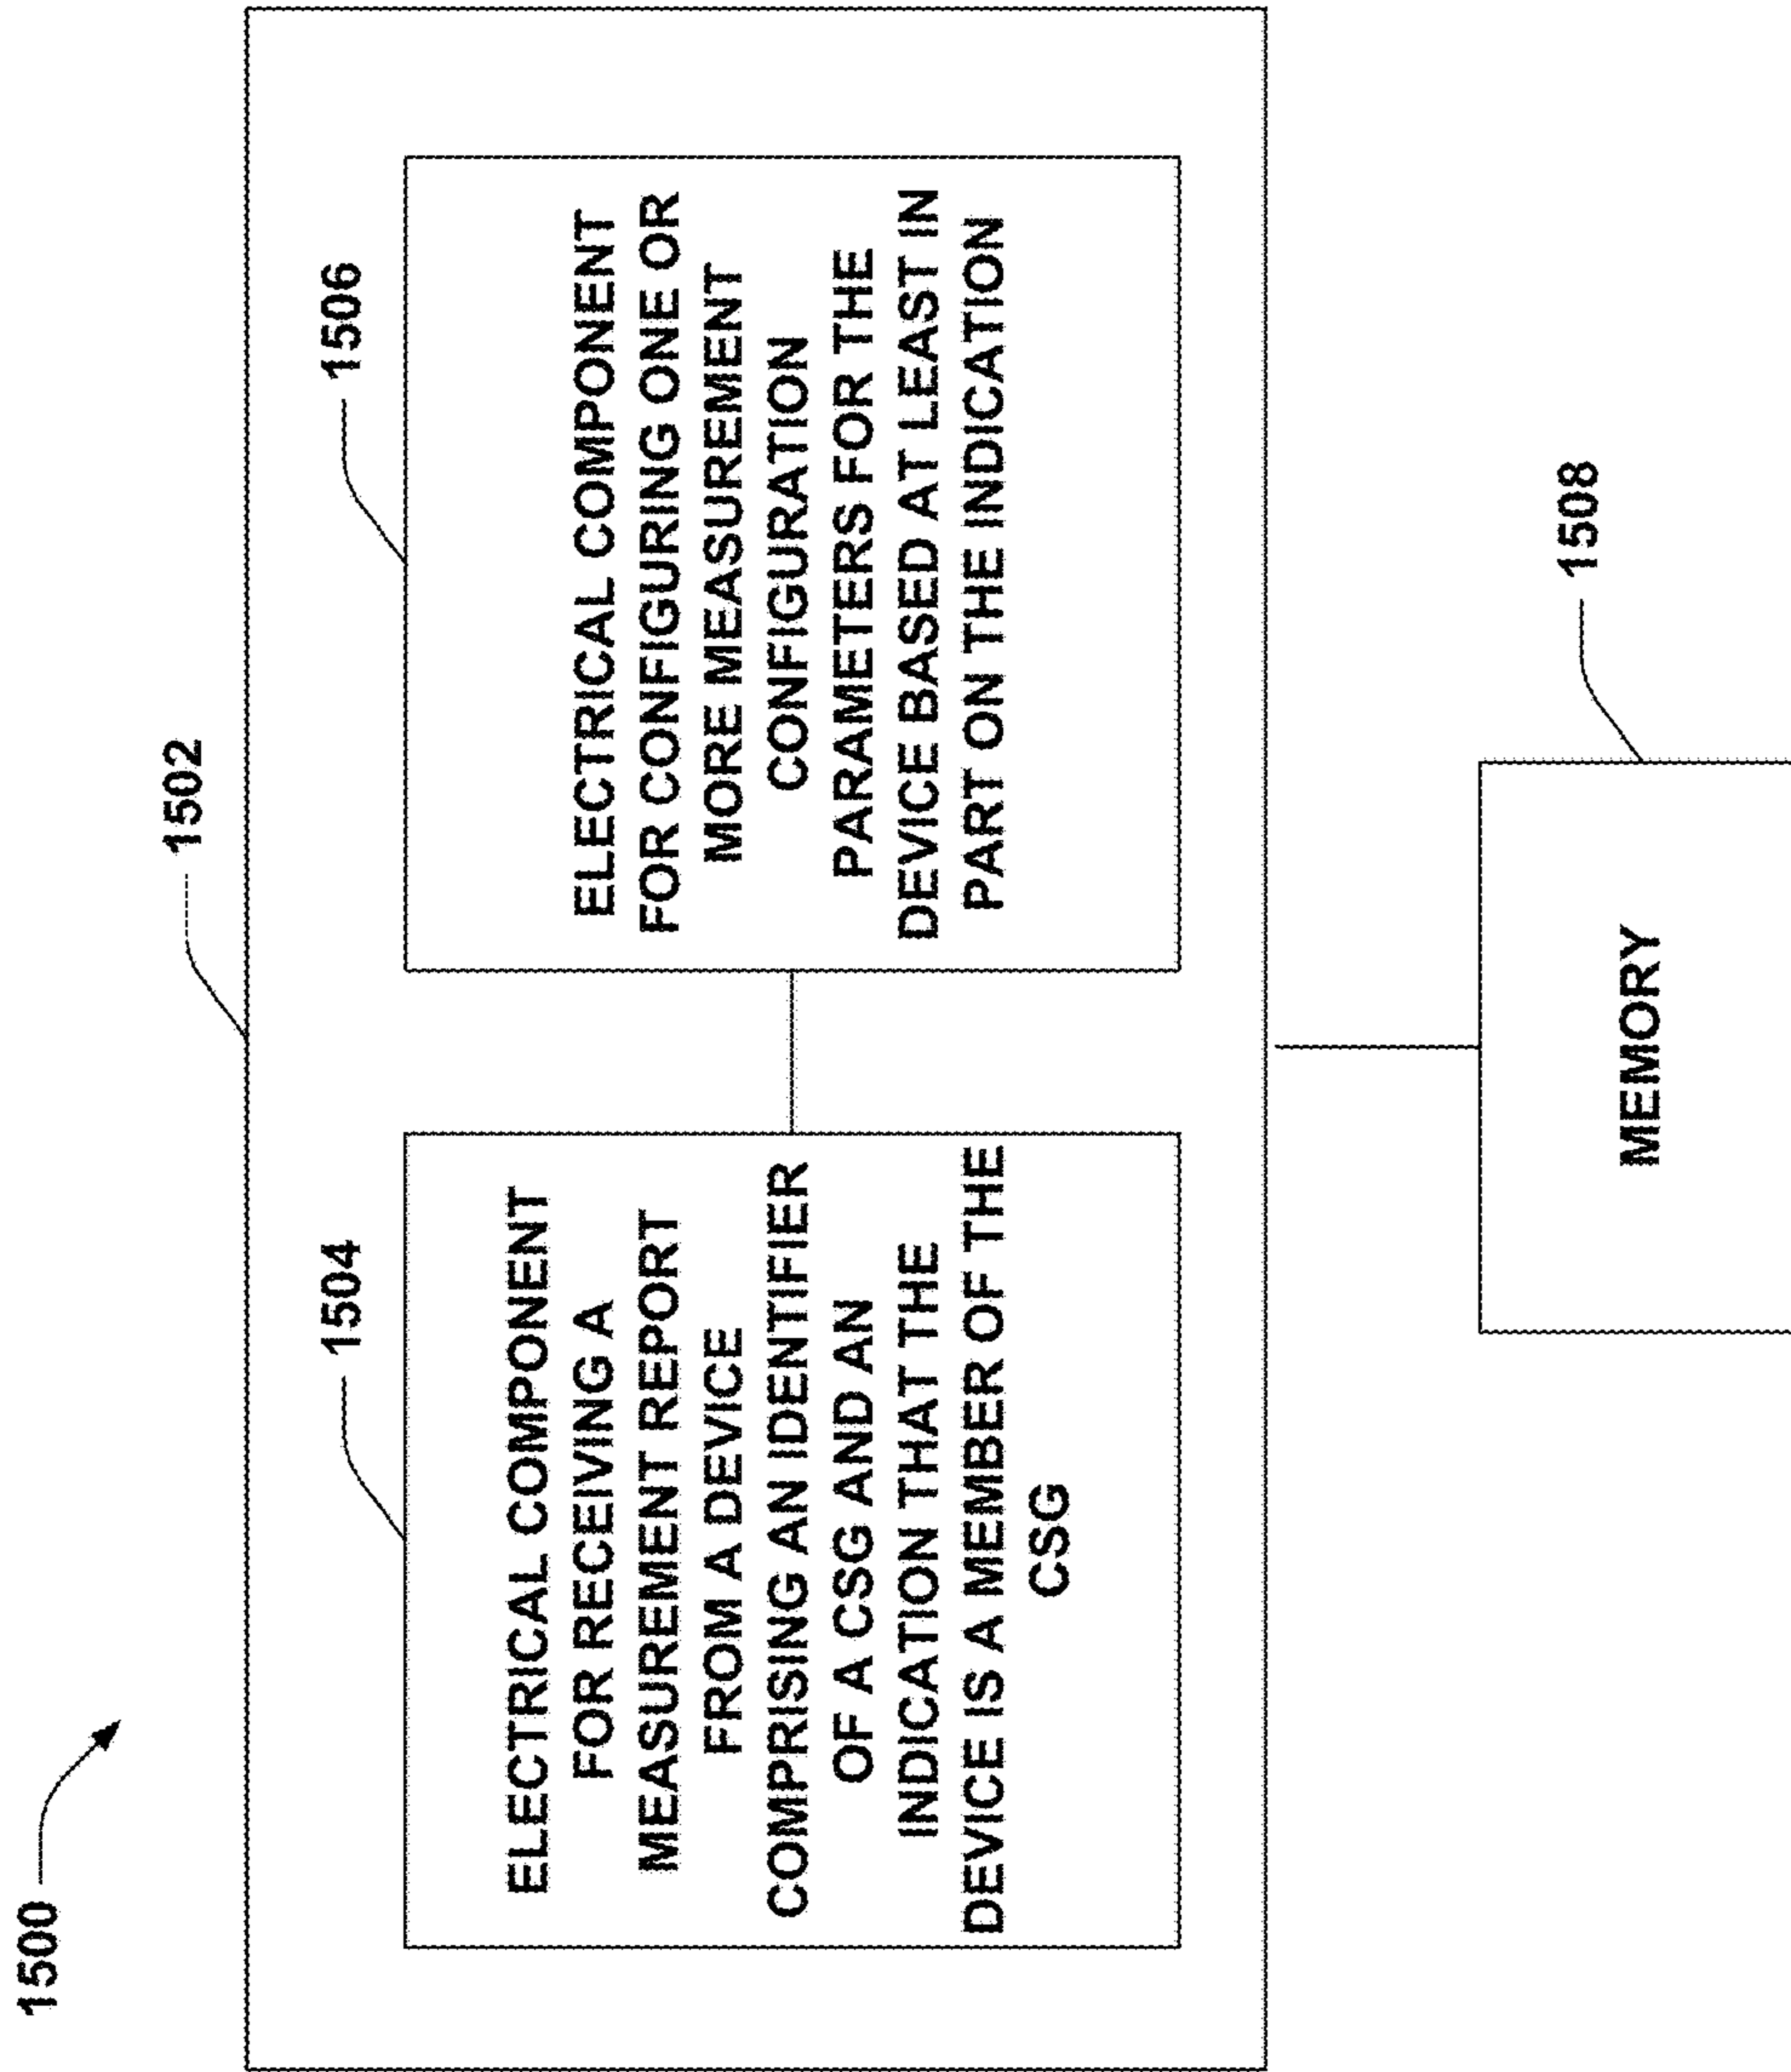 1500
1502
1504
ELECTRICAL COMPONENT
FOR RECEIVING A
MEASUREMENT REPORT
FROM A DEVICE
COMPRISING AN IDENTIFIER
OF A CSG AND AN
INDICATION THAT THE
DEVICE IS A MEMBER OF THE
CSG
1506
ELECTRICAL COMPONENT
FOR CONFIGURING ONE OR
MORE MEASUREMENT
CONFIGURATION
PARAMETERS FOR THE
DEVICE BASED AT LEAST IN
PART ON THE INDICATION
1508
MEMORY